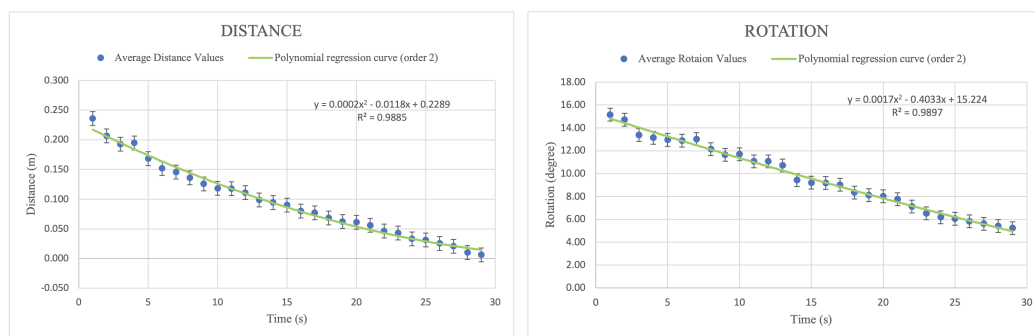 DISTANCE
Average Distance Values
Polynomial regression curve (order 2)
0.300
0.250
0.200
0.150
0.100
0.050
0.000
-0.050
y = 0.0002x² - 0.0118x + 0.2289
R² = 0.9885
Distance (m)
0
5
10
15
20
25
30
Time (s)
ROTATION
Average Rotaion Values
Polynomial regression curve (order 2)
18.00
16.00
14.00
12.00
10.00
8.00
6.00
4.00
2.00
0.00
y = 0.0017x² - 0.4033x + 15.224
R² = 0.9897
Rotation (degree)
0
5
10
15
20
25
30
Time (s)